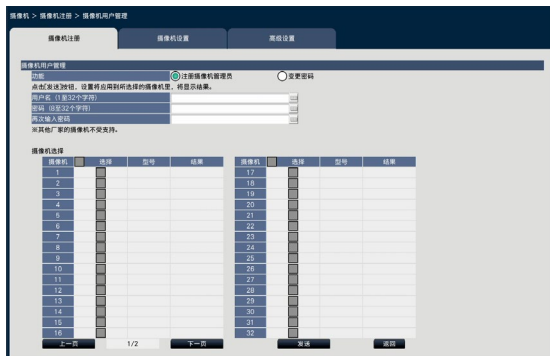 摄像机 > 摄像机注册 > 摄像机用户管理
摄像机注册 摄像机设置 高级设置
摄像机用户管理
功能 注册摄像机管理员 变更密码
点击[发送]按钮，设置将应用到所选择的摄像机里，将显示结果。
用户名（1至32个字符）
密码（8至32个字符）
再次输入密码
※其他厂家的摄像机不受支持。
摄像机选择
摄像机 选择 型号 结果 摄像机 选择 型号 结果
1 17
2 18
3 19
4 20
5 21
6 22
7 23
8 24
9 25
10 26
11 27
12 28
13 29
14 30
15 31
16 32
上一页 1/2 下一页 发送 返回